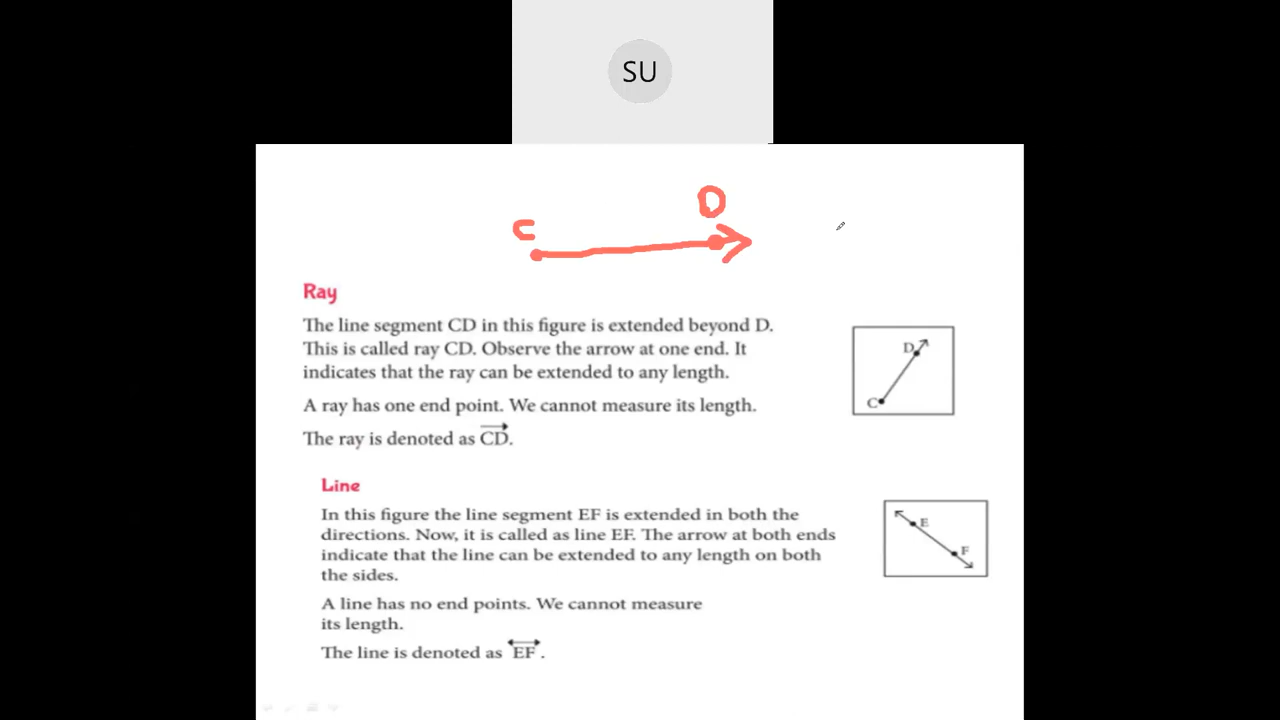 SU
C
D
Ray
The line segment CD in this figure is extended beyond D.
This is called ray CD. Observe the arrow at one end. It
indicates that the ray can be extended to any length.
D
C
A ray has one end point. We cannot measure its length.
The ray is denoted as CD.
Line
In this figure the line segment EF is extended in both the
directions. Now, it is called as line EF. The arrow at both ends
indicate that the line can be extended to any length on both
the sides.
E
F
A line has no end points. We cannot measure
its length.
The line is denoted as EF .